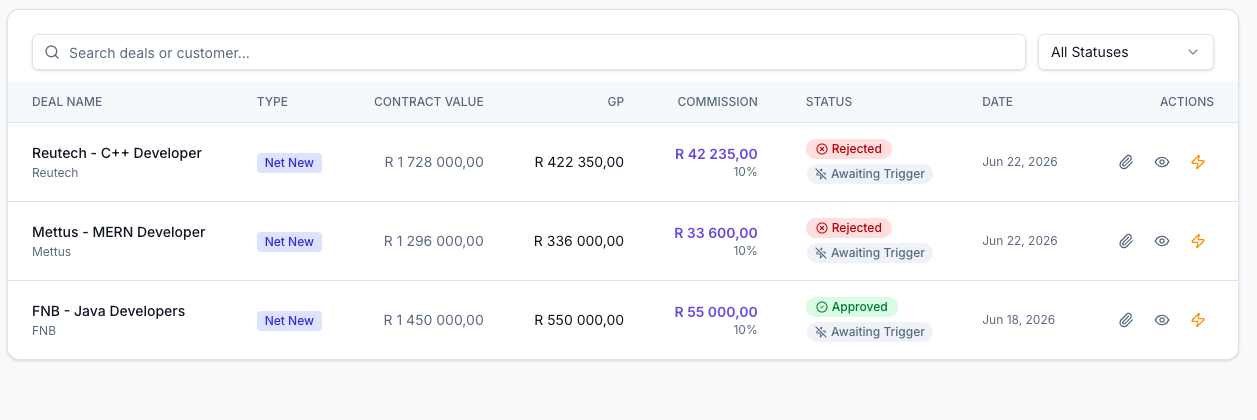 Search deals or customer...
All Statuses
DEAL NAME TYPE CONTRACT VALUE GP COMMISSION STATUS DATE ACTIONS
Reutech - C++ Developer
Reutech
Net New
R 1 728 000,00
R 422 350,00
R 42 235,00
10%
Rejected
Awaiting Trigger
Jun 22, 2026
Mettus - MERN Developer
Mettus
Net New
R 1 296 000,00
R 336 000,00
R 33 600,00
10%
Rejected
Awaiting Trigger
Jun 22, 2026
FNB - Java Developers
FNB
Net New
R 1 450 000,00
R 550 000,00
R 55 000,00
10%
Approved
Awaiting Trigger
Jun 18, 2026